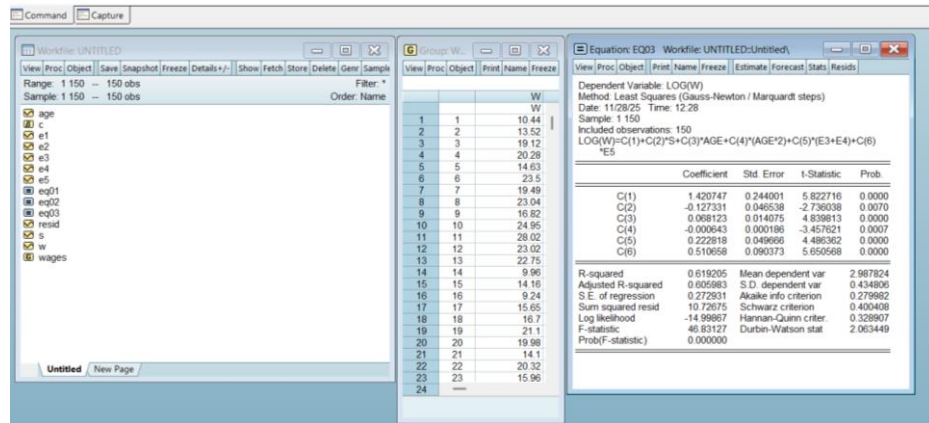 Command Capture
Workfile: UNTITLED
View Proc Object Save Snapshot Freeze Details+/- Show Fetch Store Delete Genr Sample
Range: 1 150 -- 150 obs Filter: *
Sample: 1 150 -- 150 obs Order: Name
age
c
e1
e2
e3
e4
e5
eq01
eq02
eq03
resid
s
w
wages
Untitled New Page
G Group: W...
View Proc Object Print Name Freeze
W
W
1 1 10.44
2 2 13.52
3 3 19.12
4 4 20.28
5 5 14.63
6 6 23.5
7 7 19.49
8 8 23.04
9 9 16.82
10 10 24.95
11 11 28.02
12 12 23.02
13 13 22.75
14 14 9.96
15 15 14.16
16 16 9.24
17 17 15.65
18 18 16.7
19 19 21.1
20 20 19.98
21 21 14.1
22 22 20.32
23 23 15.96
24
Equation: EQ03 Workfile: UNTITLED::Untitled\
View Proc Object Print Name Freeze Estimate Forecast Stats Resids
Dependent Variable: LOG(W)
Method: Least Squares (Gauss-Newton / Marquardt steps)
Date: 11/28/25 Time: 12:28
Sample: 1 150
Included observations: 150
LOG(W)=C(1)+C(2)*S+C(3)*AGE+C(4)*(AGE^2)+C(5)*(E3+E4)+C(6)
*E5
Coefficient Std. Error t-Statistic Prob.
C(1) 1.420747 0.244001 5.822716 0.0000
C(2) -0.127331 0.046538 -2.736038 0.0070
C(3) 0.068123 0.014075 4.839813 0.0000
C(4) -0.000643 0.000186 -3.457621 0.0007
C(5) 0.222818 0.049666 4.486362 0.0000
C(6) 0.510658 0.090373 5.650568 0.0000
R-squared 0.619205 Mean dependent var 2.987824
Adjusted R-squared 0.605983 S.D. dependent var 0.434806
S.E. of regression 0.272931 Akaike info criterion 0.279982
Sum squared resid 10.72675 Schwarz criterion 0.400408
Log likelihood -14.99867 Hannan-Quinn criter. 0.328907
F-statistic 46.83127 Durbin-Watson stat 2.063449
Prob(F-statistic) 0.000000